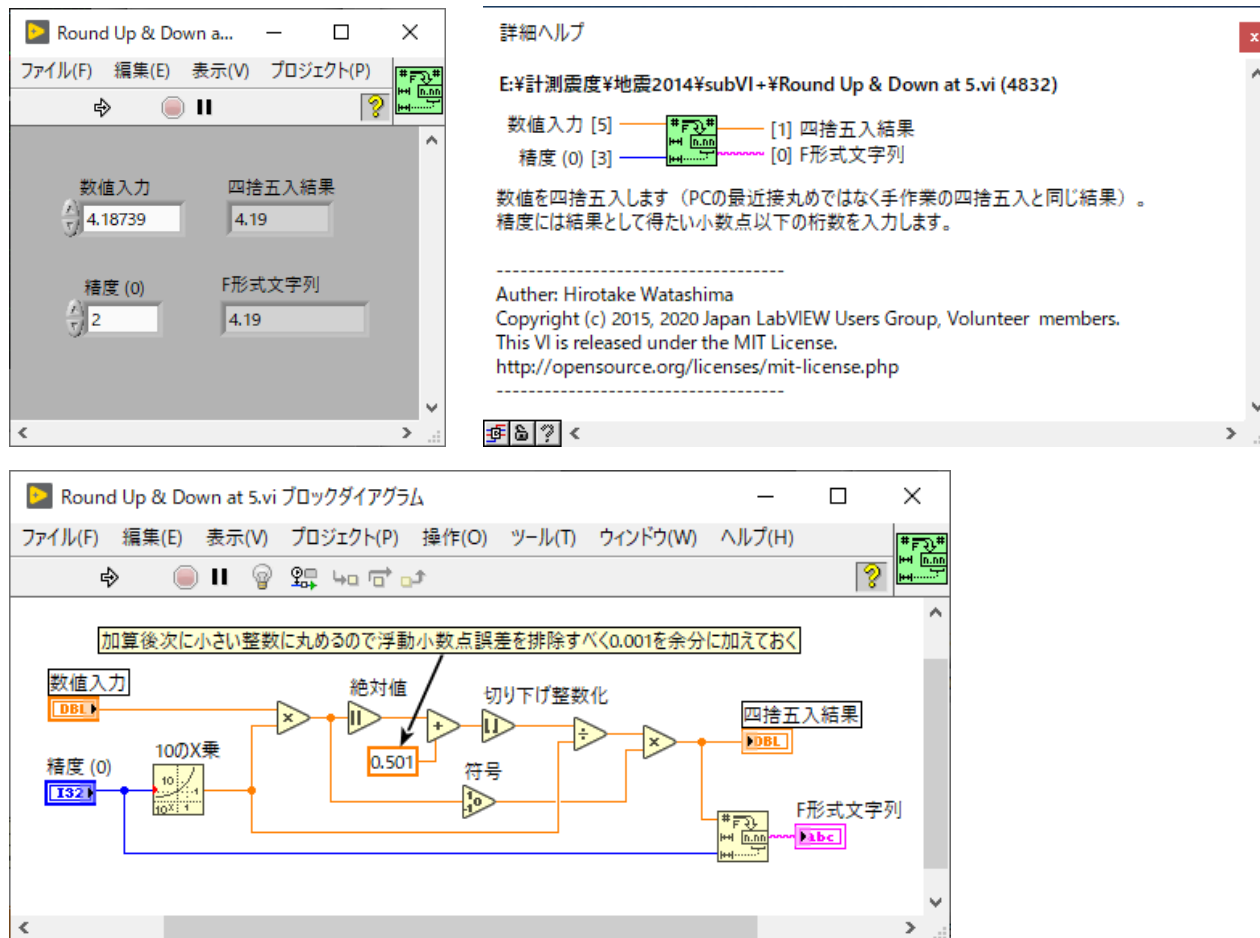 Round Up & Down a...
ファイル(F) 編集(E) 表示(V) プロジェクト(P)
数値入力
四捨五入結果
4.18739
4.19
精度 (0)
F形式文字列
2
4.19
詳細ヘルプ
E:¥計測震度¥地震2014¥subVI+¥Round Up & Down at 5.vi (4832)
数値入力 [5]
[1] 四捨五入結果
精度 (0) [3]
[0] F形式文字列
数値を四捨五入します（PCの最近接丸めではなく手作業の四捨五入と同じ結果）。
精度には結果として得たい小数点以下の桁数を入力します。
------------------------------------
Auther: Hirotake Watashima
Copyright (c) 2015, 2020 Japan LabVIEW Users Group, Volunteer members.
This VI is released under the MIT License.
http://opensource.org/licenses/mit-license.php
------------------------------------
Round Up & Down at 5.vi ブロックダイアグラム
ファイル(F) 編集(E) 表示(V) プロジェクト(P) 操作(O) ツール(T) ウィンドウ(W) ヘルプ(H)
加算後次に小さい整数に丸めるので浮動小数点誤差を排除すべく0.001を余分に加えておく
数値入力
DBL
絶対値
切り下げ整数化
四捨五入結果
DBL
10のX乗
0.501
符号
精度 (0)
I32
F形式文字列
abc